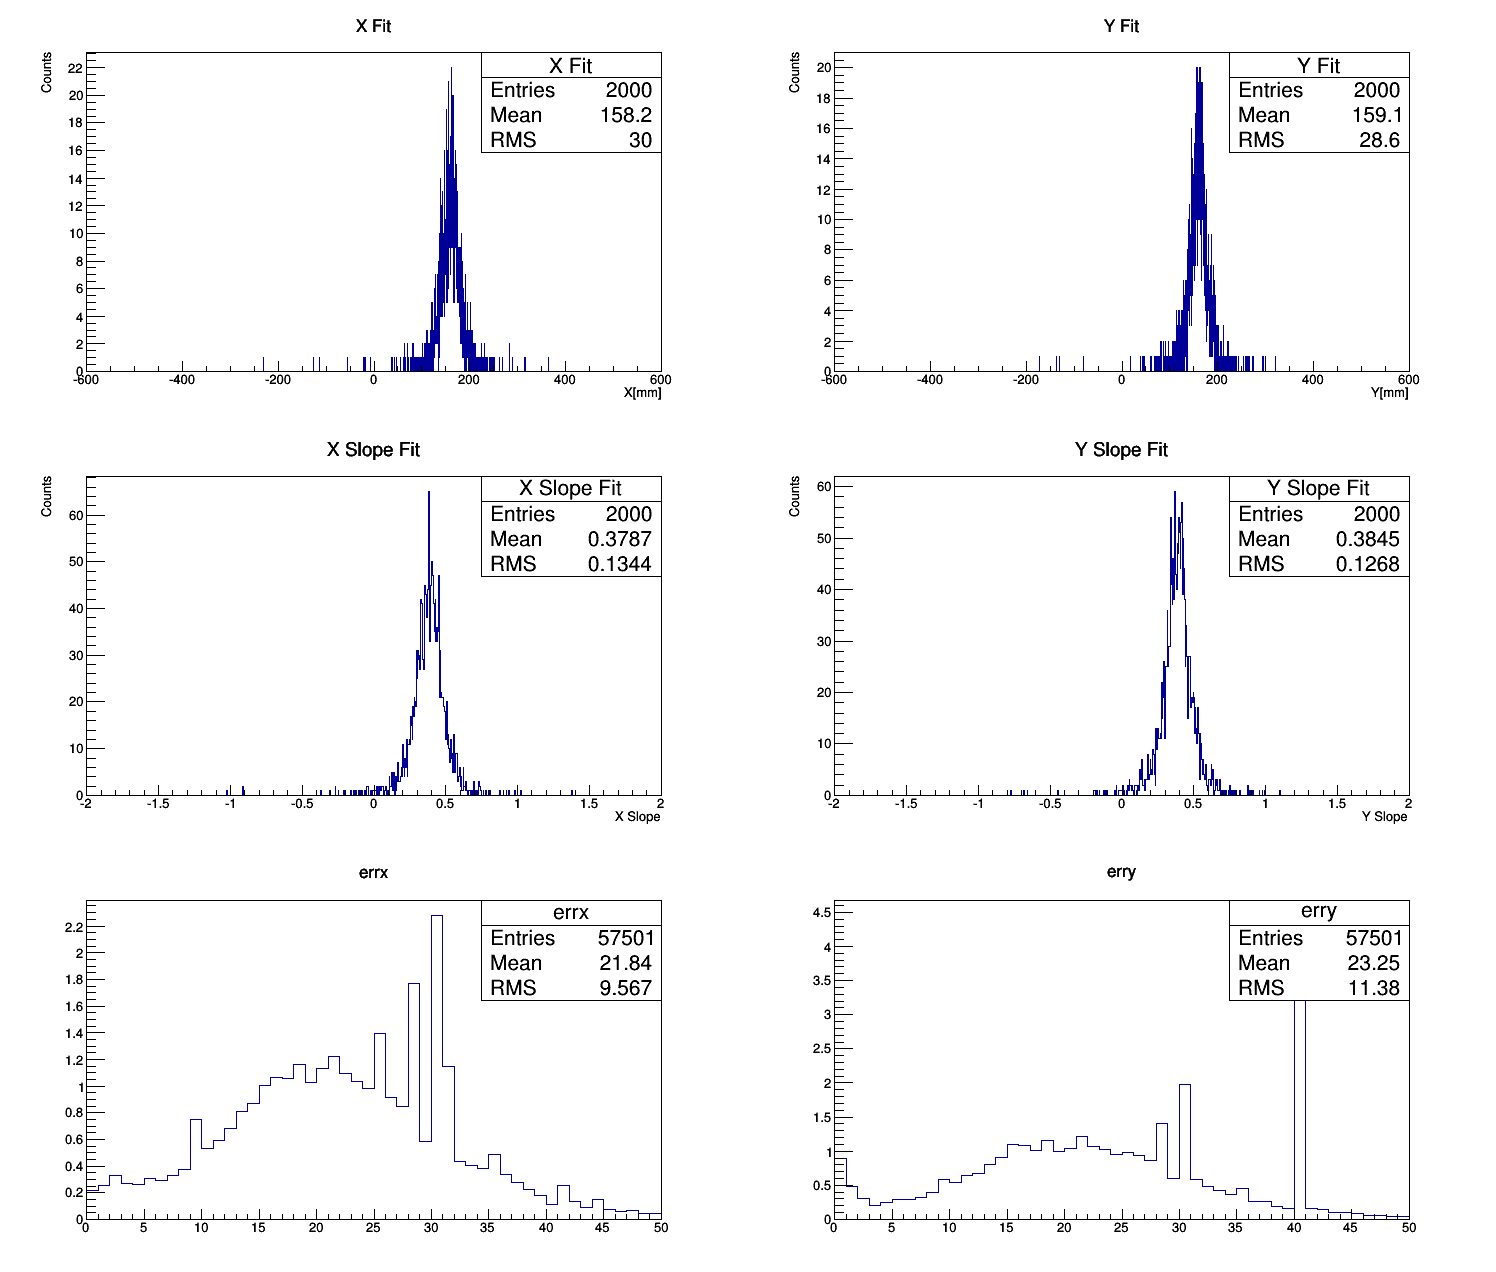 X Fit
Counts
X Fit
Entries 2000
Mean 158.2
RMS 30
22
20
18
16
14
12
10
8
6
4
2
0
-600 -400 -200 0 200 400 600
X[mm]
Y Fit
Counts
Y Fit
Entries 2000
Mean 159.1
RMS 28.6
20
18
16
14
12
10
8
6
4
2
0
-600 -400 -200 0 200 400 600
Y[mm]
X Slope Fit
Counts
X Slope Fit
Entries 2000
Mean 0.3787
RMS 0.1344
60
50
40
30
20
10
0
-2 -1.5 -1 -0.5 0 0.5 1 1.5 2
X Slope
Y Slope Fit
Counts
Y Slope Fit
Entries 2000
Mean 0.3845
RMS 0.1268
60
50
40
30
20
10
0
-2 -1.5 -1 -0.5 0 0.5 1 1.5 2
Y Slope
errx
errx
Entries 57501
Mean 21.84
RMS 9.567
2.2
2
1.8
1.6
1.4
1.2
1
0.8
0.6
0.4
0.2
0
0 5 10 15 20 25 30 35 40 45 50
erry
erry
Entries 57501
Mean 23.25
RMS 11.38
4.5
4
3.5
3
2.5
2
1.5
1
0.5
0
0 5 10 15 20 25 30 35 40 45 50